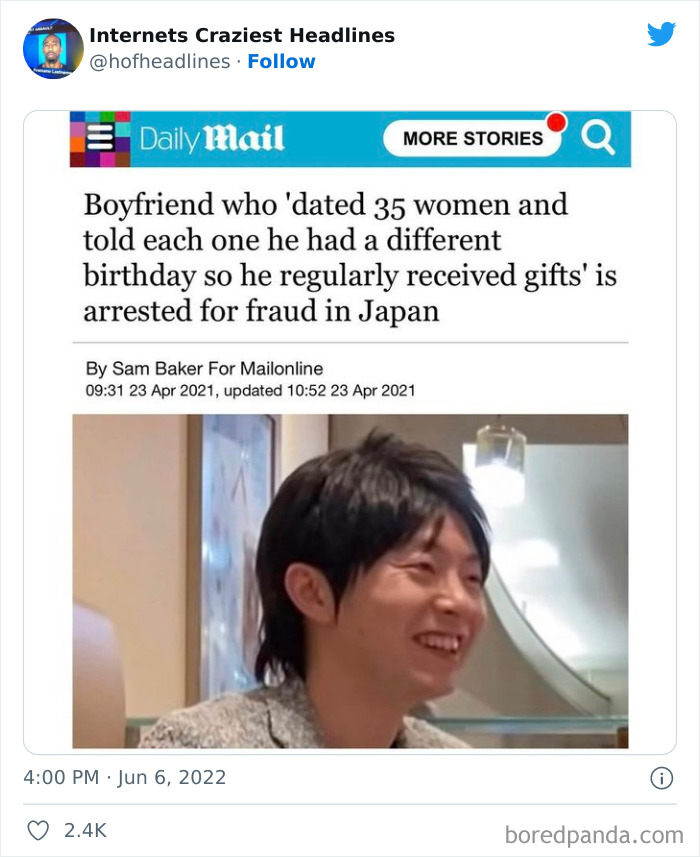 Internets Craziest Headlines
@hofheadlines · Follow
Daily Mail
MORE STORIES
Boyfriend who 'dated 35 women and
told each one he had a different
birthday so he regularly received gifts' is
arrested for fraud in Japan
By Sam Baker For Mailonline
09:31 23 Apr 2021, updated 10:52 23 Apr 2021
4:00 PM · Jun 6, 2022
2.4K
boredpanda.com